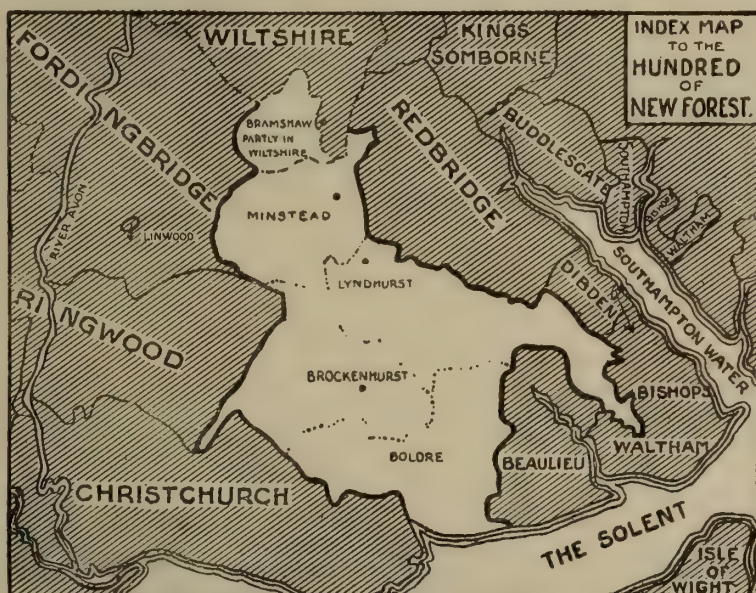 INDEX MAP
TO THE
HUNDRED
OF
NEW FOREST.
WILTSHIRE
KINGS
SOMBORNE
FORDINGBRIDGE
BRAMSHAW
PARTLY IN
WILTSHIRE
REDBRIDGE
BUDDLESGATE
SOUTHAMPTON
BISHOPS
WALTHAM
RIVER AVON
LINWOOD
MINSTEAD
LYNDHURST
SOUTHAMPTON WATER
DIBDEN
RINGWOOD
BROCKENHURST
BISHOPS
WALTHAM
BOLDRE
BEAULIEU
CHRISTCHURCH
THE SOLENT
ISLE
OF
WIGHT